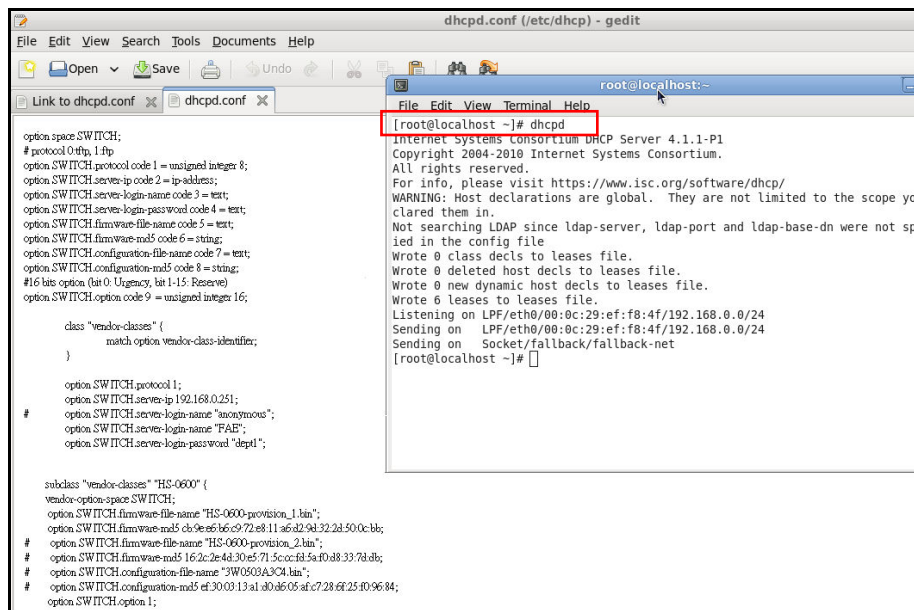 dhcpd.conf (/etc/dhcp) - gedit
File Edit View Search Tools Documents Help
Open Save Undo
Link to dhcpd.conf dhcpd.conf
option space SWITCH;
# protocol 0:tftp, 1:ftp
option SWITCH.protocol code 1 = unsigned integer 8;
option SWITCH.server-ip code 2 = ip-address;
option SWITCH.server-login-name code 3 = text;
option SWITCH.server-login-password code 4 = text;
option SWITCH.firmware-file-name code 5 = text;
option SWITCH.firmware-md5 code 6 = string;
option SWITCH.configuration-file-name code 7 = text;
option SWITCH.configuration-md5 code 8 = string;
#16 bits option (bit 0: Urgency, bit 1-15: Reserve)
option SWITCH.option code 9 = unsigned integer 16;
class "vendor-classes" {
match option vendor-class-identifier;
}
option SWITCH.protocol 1;
option SWITCH.server-ip 192.168.0.251;
# option SWITCH.server-login-name "anonymous";
option SWITCH.server-login-name "FAE";
option SWITCH.server-login-password "dept1";
subclass "vendor-classes" "HS-0600" {
vendor-option-space SWITCH;
option SWITCH.firmware-file-name "HS-0600-provision_1.bin";
option SWITCH.firmware-md5 cb:9e:e6:b6:c9:72:e8:11:a6:d2:9d:32:2d:50:0c:bb;
# option SWITCH.firmware-file-name "HS-0600-provision_2.bin";
# option SWITCH.firmware-md5 16:2c:2e:4d:30:e5:71:5c:cc:fd:5a:f0:d8:33:7d:db;
# option SWITCH.configuration-file-name "3W0503A3C4.bin";
# option SWITCH.configuration-md5 ef:30:03:13:a1:d0:d6:05:af:c7:28:6f:25:f0:96:84;
option SWITCH.option 1;
root@localhost:~
File Edit View Terminal Help
[root@localhost ~]# dhcpd
Internet Systems Consortium DHCP Server 4.1.1-P1
Copyright 2004-2010 Internet Systems Consortium.
All rights reserved.
For info, please visit https://www.isc.org/software/dhcp/
WARNING: Host declarations are global.  They are not limited to the scope yo
clared them in.
Not searching LDAP since ldap-server, ldap-port and ldap-base-dn were not sp
ied in the config file
Wrote 0 class decls to leases file.
Wrote 0 deleted host decls to leases file.
Wrote 0 new dynamic host decls to leases file.
Wrote 6 leases to leases file.
Listening on LPF/eth0/00:0c:29:ef:f8:4f/192.168.0.0/24
Sending on   LPF/eth0/00:0c:29:ef:f8:4f/192.168.0.0/24
Sending on   Socket/fallback/fallback-net
[root@localhost ~]#